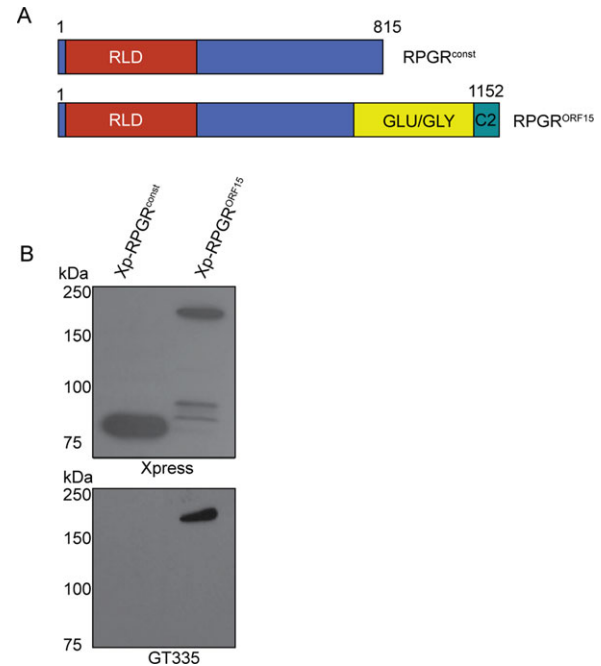 A
1 815
RLD
RPGRᶜᵒⁿˢᵗ
1 1152
RLD GLU/GLY C2 RPGRᴼᴿᶠ¹⁵
Xp-RPGRᶜᵒⁿˢᵗ Xp-RPGRᴼᴿᶠ¹⁵
B
kDa
250
150
100
75
Xpress
kDa
250
150
100
75
GT335